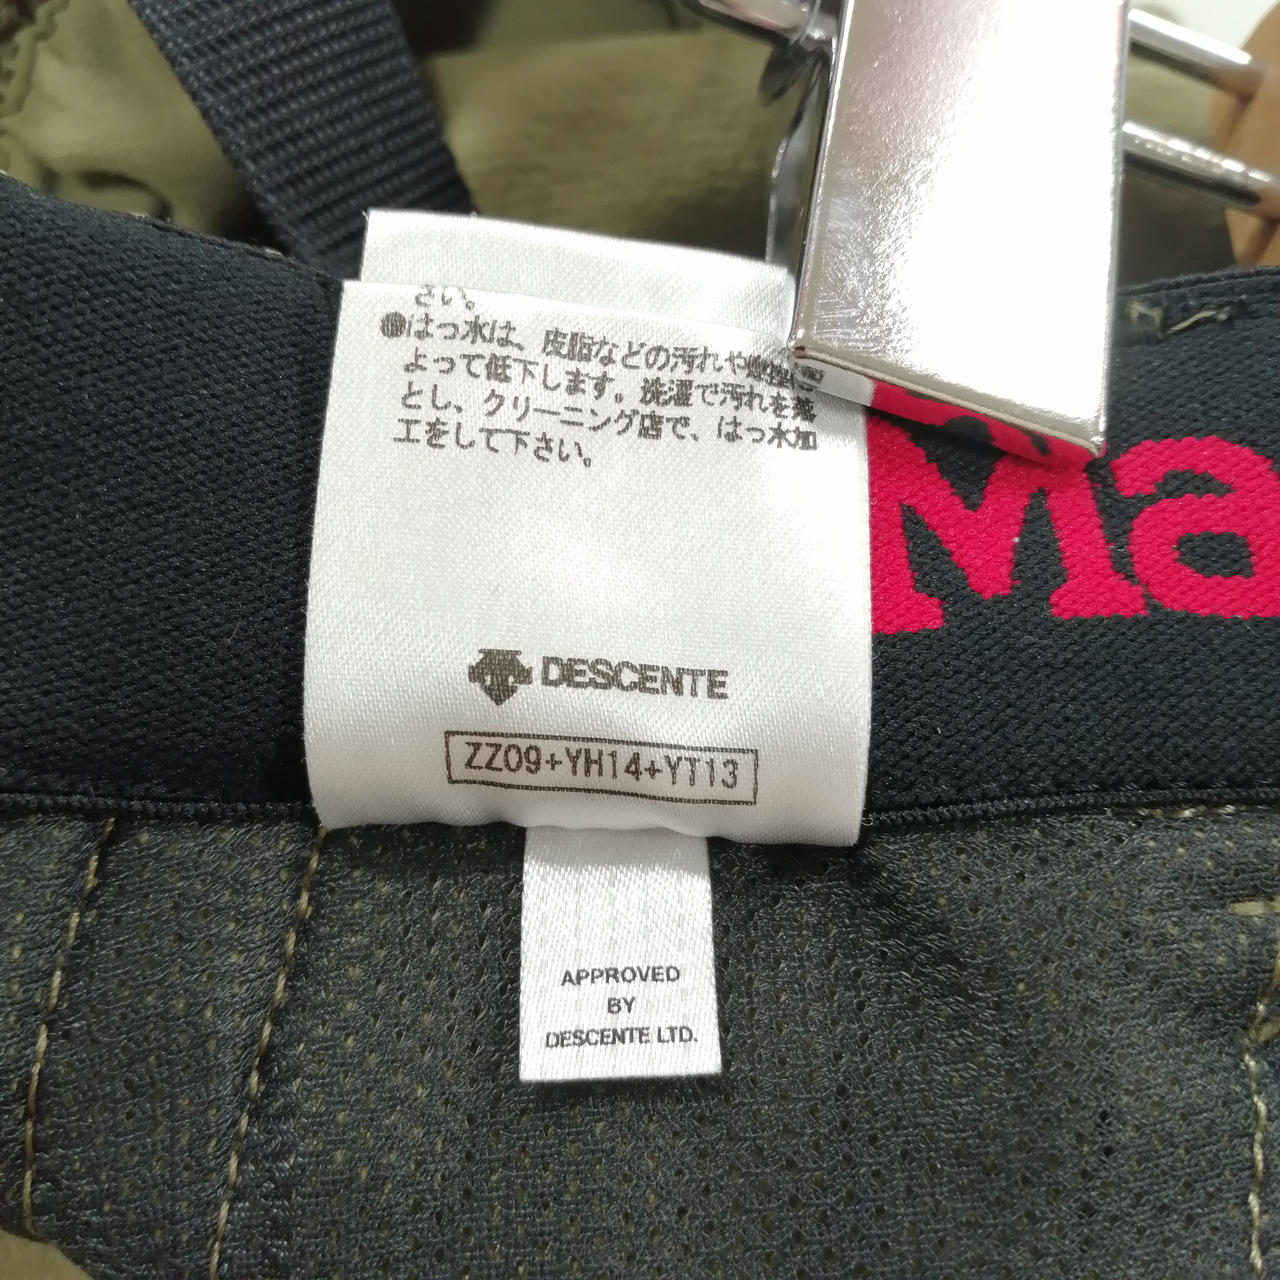 さい。
●はっ水は、皮脂などの汚れや
よって低下します。洗濯で汚れを落
とし、クリーニング店で、はっ水加
工をして下さい。
DESCENTE
ZZ09+YH14+YT13
APPROVED
BY
DESCENTE LTD.
Ma